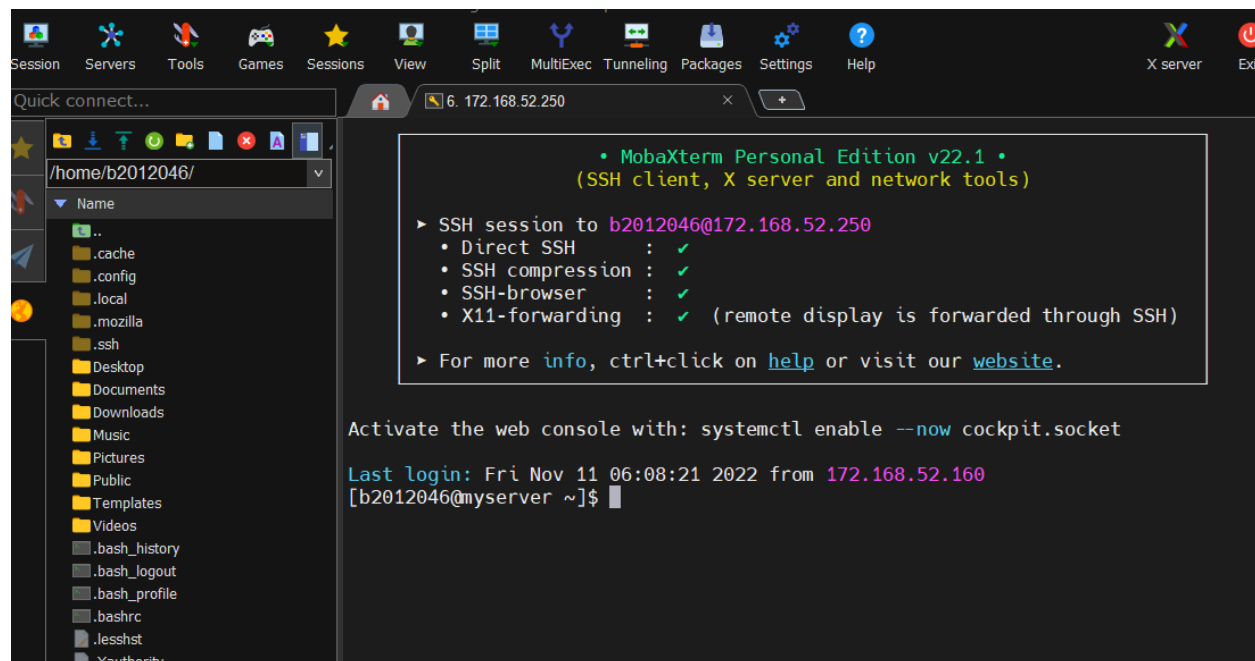 Session Servers Tools Games Sessions View Split MultiExec Tunneling Packages Settings Help X server Exi
Quick connect...
6. 172.168.52.250
/home/b2012046/
Name
..
.cache
.config
.local
.mozilla
.ssh
Desktop
Documents
Downloads
Music
Pictures
Public
Templates
Videos
.bash_history
.bash_logout
.bash_profile
.bashrc
.lesshst
.Xauthority
• MobaXterm Personal Edition v22.1 •
(SSH client, X server and network tools)
➤ SSH session to b2012046@172.168.52.250
• Direct SSH : ✔
• SSH compression : ✔
• SSH-browser : ✔
• X11-forwarding : ✔ (remote display is forwarded through SSH)
➤ For more info, ctrl+click on help or visit our website.
Activate the web console with: systemctl enable --now cockpit.socket
Last login: Fri Nov 11 06:08:21 2022 from 172.168.52.160
[b2012046@myserver ~]$